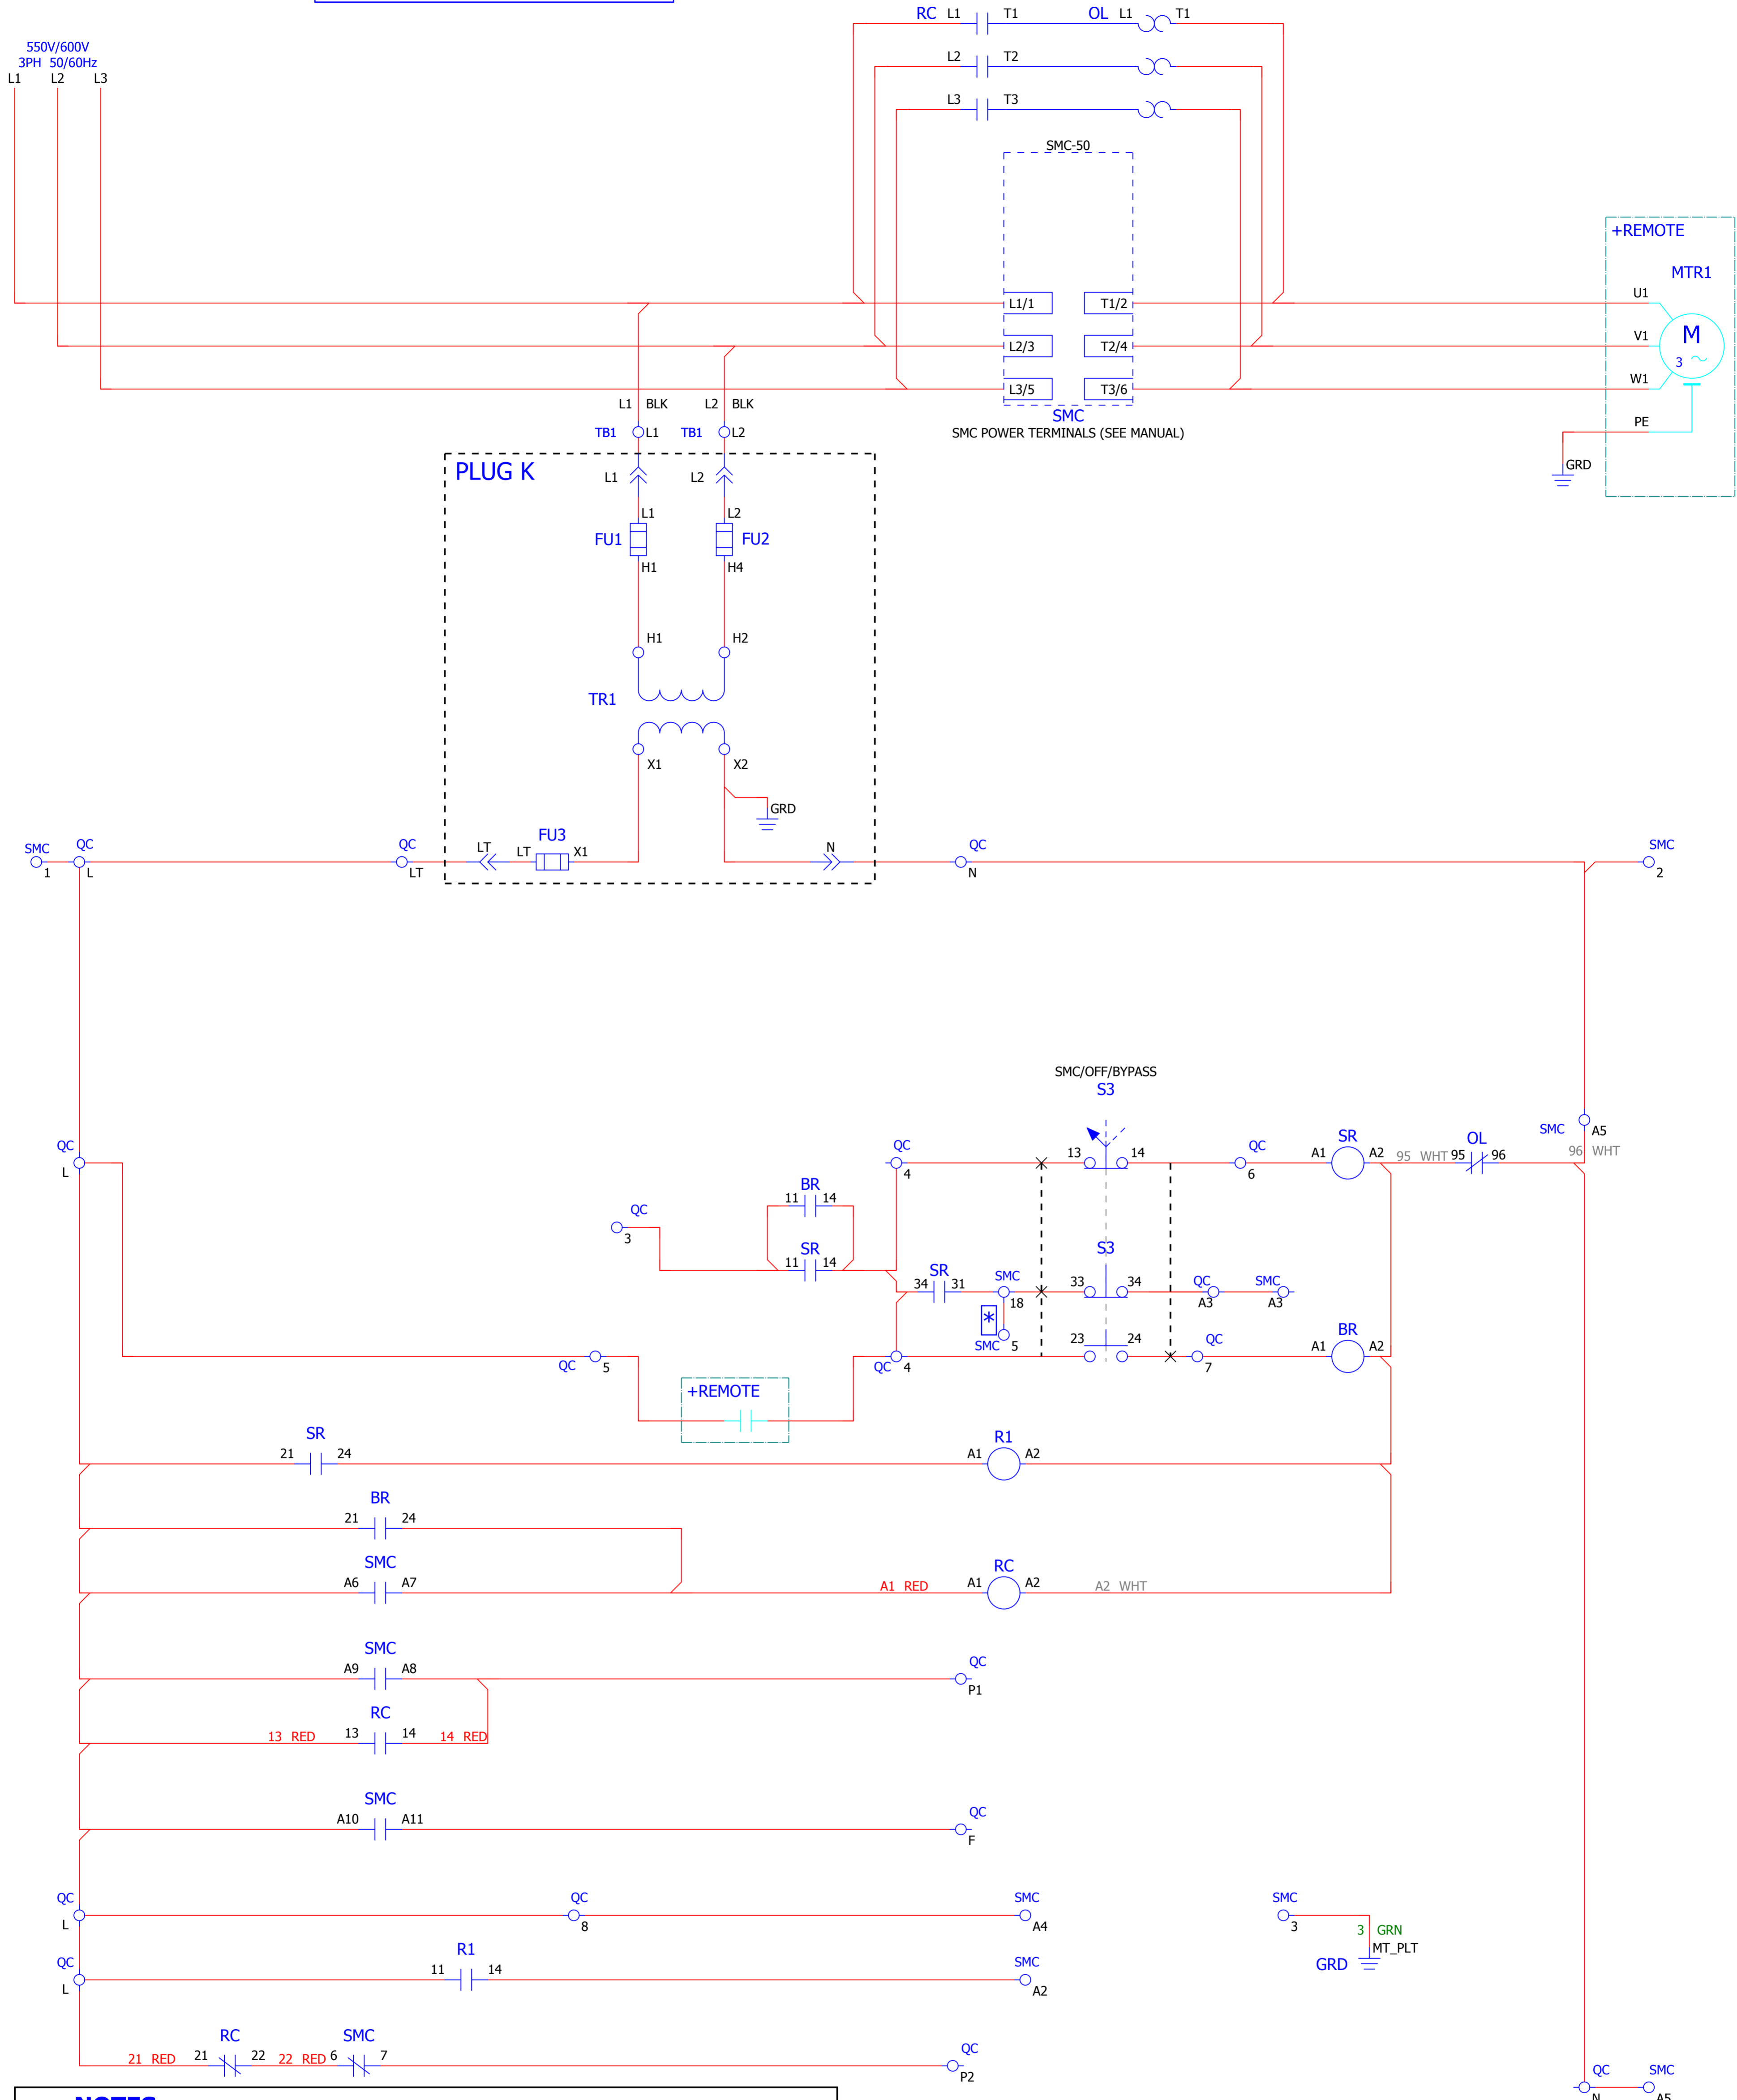 RC L1 T1 OL L1 T1
550V/600V
3PH 50/60Hz
L1 L2 L3
L2 T2
L3 T3
SMC-50
+REMOTE
MTR1
L1/1 T1/2 U1
L2/3 T2/4 V1 M
3
L3/5 T3/6 W1
L1 BLK L2 BLK
SMC
PE
TB1 L1 TB1 L2
SMC POWER TERMINALS (SEE MANUAL)
PLUG K
L1 L2
GRD
L1 L2
FU1 FU2
H1 H4
H1 H2
TR1
X1 X2
GRD
FU3
SMC QC QC LT LT X1 N QC SMC
1 L LT N 2
SMC/OFF/BYPASS
S3
SMC A5
QC QC 13 14 QC SR OL
L 4 6 A1 A2 95 WHT 95 96 96 WHT
BR
11 14
QC
3
SR S3
11 14
SR
34 31 SMC 33 34 QC SMC
18 A3 A3
*
SMC 5
23 24 QC BR
QC 5 QC 4 7 A1 A2
+REMOTE
SR R1
21 24 A1 A2
BR
21 24
SMC RC
A6 A7 A1 RED A1 A2 A2 WHT
SMC QC
A9 A8 P1
RC
13 RED 13 14 14 RED
SMC QC
A10 A11 F
QC QC SMC SMC
L 8 A4 3
3 GRN
MT_PLT
GRD
QC R1 SMC
L 11 14 A2
RC SMC QC
21 RED 21 22 22 RED 6 7 P2
QC SMC
N A5
NOTES